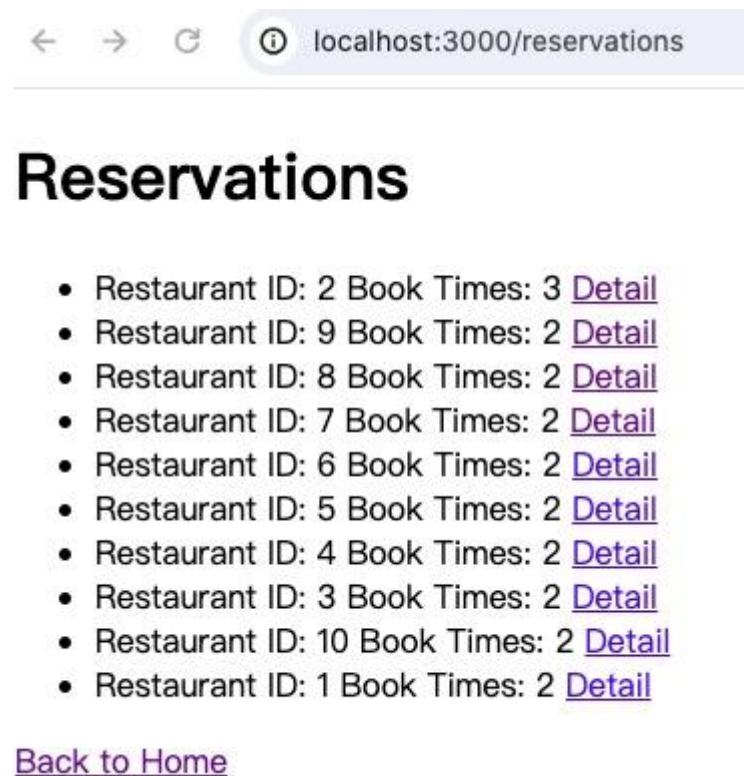 localhost:3000/reservations
Reservations
Restaurant ID: 2 Book Times: 3 Detail
Restaurant ID: 9 Book Times: 2 Detail
Restaurant ID: 8 Book Times: 2 Detail
Restaurant ID: 7 Book Times: 2 Detail
Restaurant ID: 6 Book Times: 2 Detail
Restaurant ID: 5 Book Times: 2 Detail
Restaurant ID: 4 Book Times: 2 Detail
Restaurant ID: 3 Book Times: 2 Detail
Restaurant ID: 10 Book Times: 2 Detail
Restaurant ID: 1 Book Times: 2 Detail
Back to Home